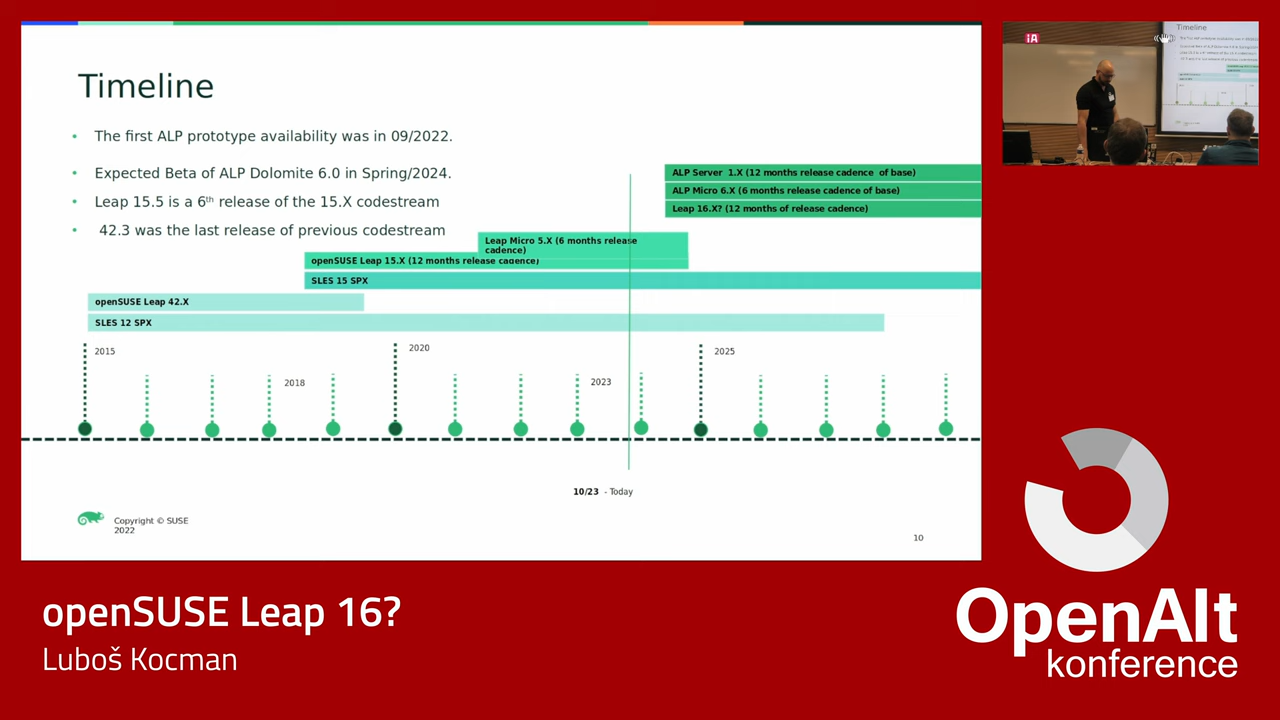 Timeline
• The first ALP prototype availability was in 09/2022.
• Expected Beta of ALP Dolomite 6.0 in Spring/2024.
• Leap 15.5 is a 6th release of the 15.X codestream
• 42.3 was the last release of previous codestream
ALP Server 1.X (12 months release cadence of base)
ALP Micro 6.X (6 months release cadence of base)
Leap 16.X? (12 months of release cadence)
Leap Micro 5.X (6 months release
cadence)
openSUSE Leap 15.X (12 months release cadence)
SLES 15 SPX
openSUSE Leap 42.X
SLES 12 SPX
2015
2020
2025
2018
2023
10/23 - Today
Copyright © SUSE
2022
10
iA
Timeline
openSUSE Leap 16?
Luboš Kocman
OpenAlt
konference